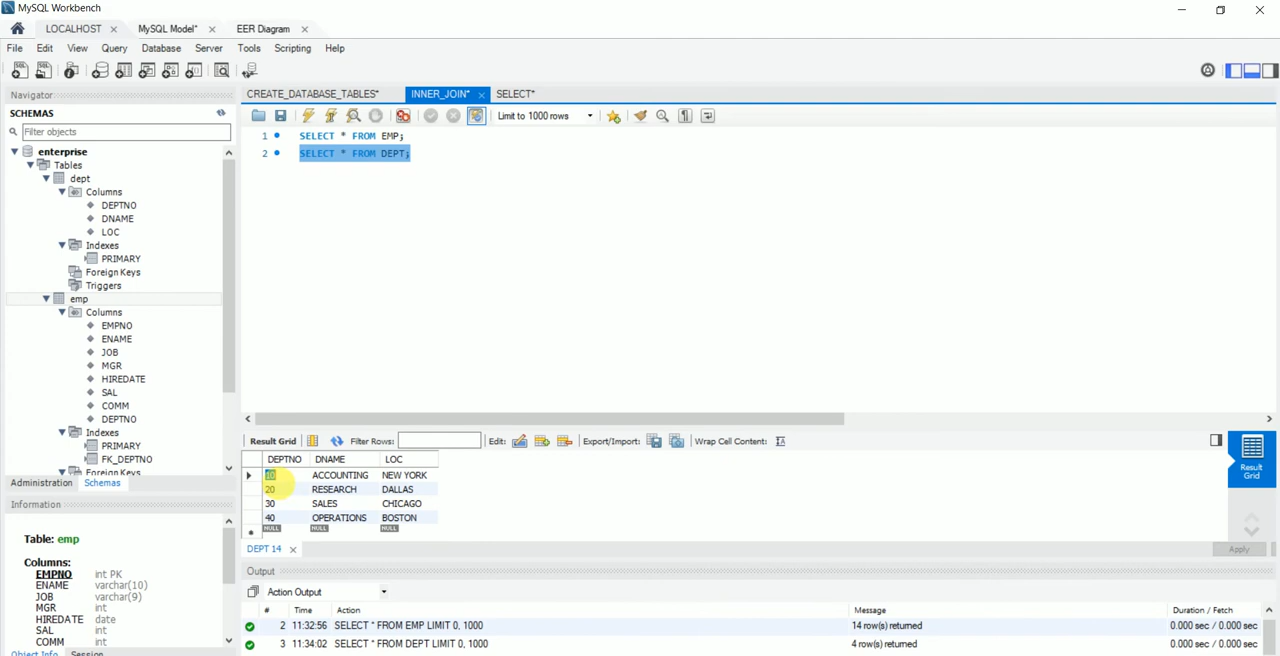 MySQL Workbench
LOCALHOST
MySQL Model*
EER Diagram
File Edit View Query Database Server Tools Scripting Help
Navigator
SCHEMAS
Filter objects
enterprise
Tables
dept
Columns
DEPTNO
DNAME
LOC
Indexes
PRIMARY
Foreign Keys
Triggers
emp
Columns
EMPNO
ENAME
JOB
MGR
HIREDATE
SAL
COMM
DEPTNO
Indexes
PRIMARY
FK_DEPTNO
Foreign Keys
Administration Schemas
Information
Table: emp
Columns:
EMPNO int PK
ENAME varchar(10)
JOB varchar(9)
MGR int
HIREDATE date
SAL int
COMM int
Object Info Session
CREATE_DATABASE_TABLES* INNER_JOIN* SELECT*
Limit to 1000 rows
1 SELECT * FROM EMP;
2 SELECT * FROM DEPT;
Result Grid Filter Rows: Edit: Export/Import: Wrap Cell Content:
DEPTNO DNAME LOC
10 ACCOUNTING NEW YORK
20 RESEARCH DALLAS
30 SALES CHICAGO
40 OPERATIONS BOSTON
NULL NULL NULL
Result
Grid
DEPT 14
Apply
Output
Action Output
# Time Action Message Duration / Fetch
2 11:32:56 SELECT * FROM EMP LIMIT 0, 1000 14 row(s) returned 0.000 sec / 0.000 sec
3 11:34:02 SELECT * FROM DEPT LIMIT 0, 1000 4 row(s) returned 0.000 sec / 0.000 sec